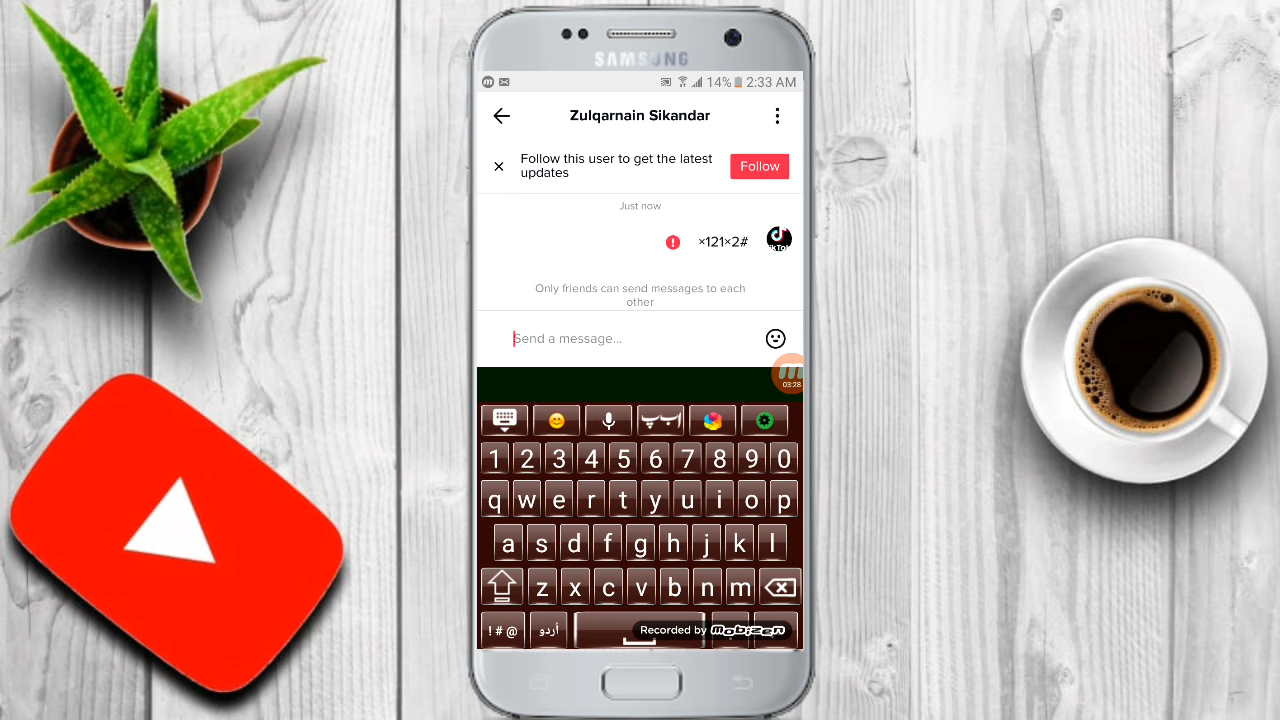 SAMSUNG
14% 2:33 AM
Zulqarnain Sikandar
Follow this user to get the latest
updates
Follow
Just now
×121×2#
Only friends can send messages to each
other
Send a message...
03:28
اب پ
1 2 3 4 5 6 7 8 9 0
q w e r t y u i o p
a s d f g h j k l
z x c v b n m
! # @
أردو
Recorded by mobizen